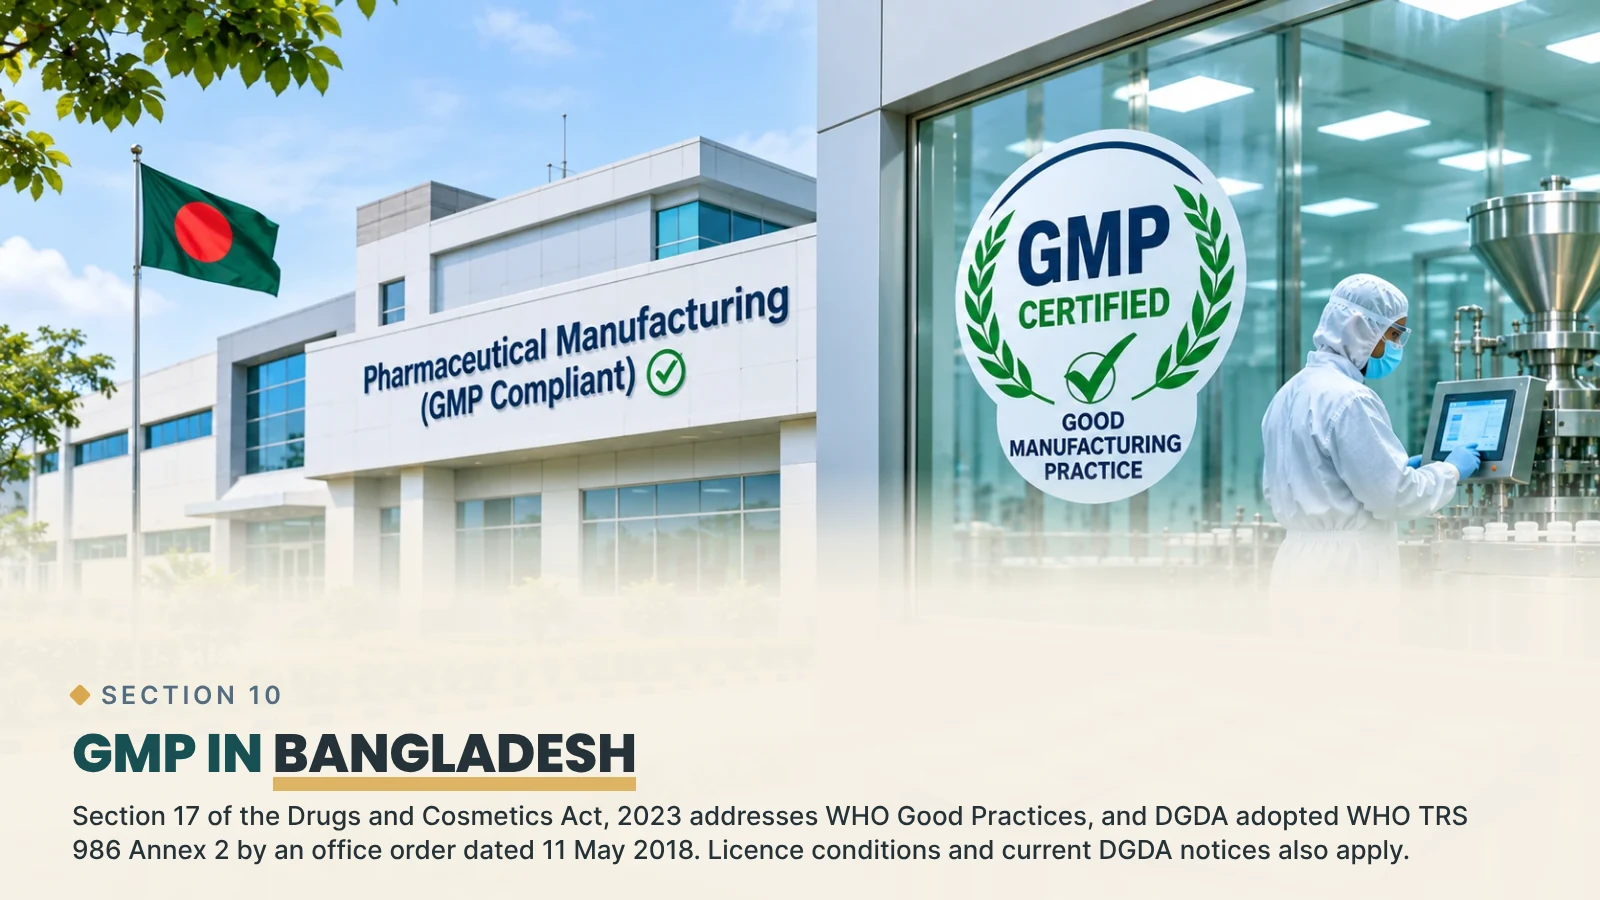 Pharmaceutical Manufacturing
(GMP Compliant)
GMP
CERTIFIED
GOOD
MANUFACTURING
PRACTICE
SECTION 10
GMP IN BANGLADESH
Section 17 of the Drugs and Cosmetics Act, 2023 addresses WHO Good Practices, and DGDA adopted WHO TRS
986 Annex 2 by an office order dated 11 May 2018. Licence conditions and current DGDA notices also apply.